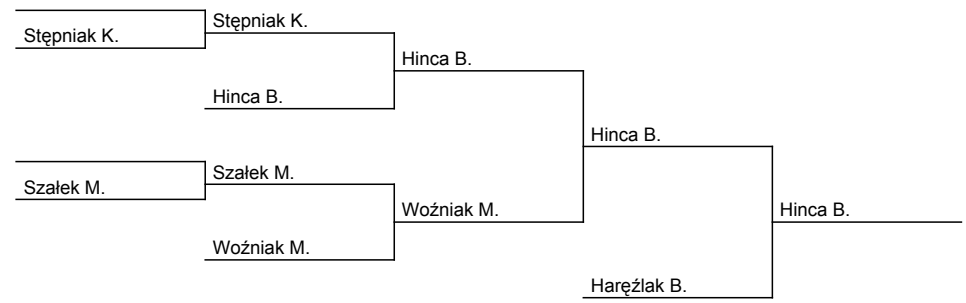 Stępniak K.
Stępniak K.
Hinca B.
Hinca B.
Hinca B.
Szałek M.
Szałek M.
Woźniak M.
Hinca B.
Woźniak M.
Haręźlak B.